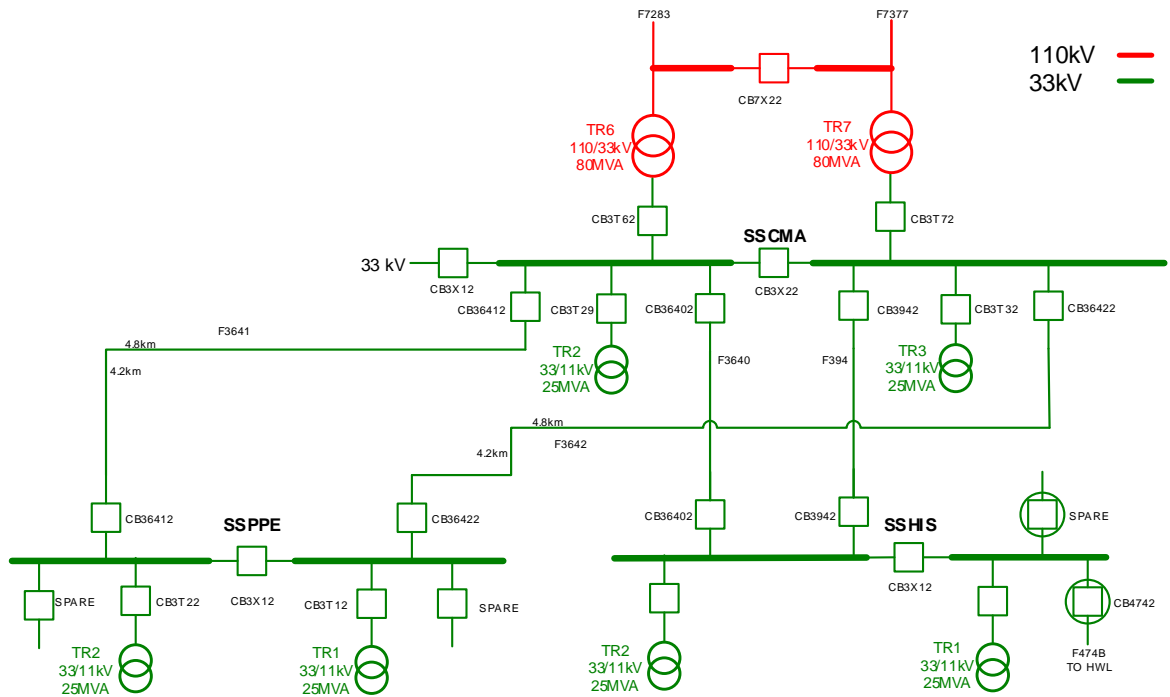 F7283
F7377
110kV
33kV
CB7X22
TR6
110/33kV
80MVA
TR7
110/33kV
80MVA
CB3T62
CB3T72
SSCMA
33 kV
CB3X12
CB3X22
CB36412
CB3T29
CB36402
CB3942
CB3T32
CB36422
F3641
4.8km
4.2km
TR2
33/11kV
25MVA
F3640
F394
TR3
33/11kV
25MVA
4.8km
F3642
4.2km
CB36412
SSPPE
CB36422
CB36402
CB3942
SSHIS
SPARE
CB3X12
CB3X12
SPARE
CB3T22
CB3T12
SPARE
CB4742
TR2
33/11kV
25MVA
TR1
33/11kV
25MVA
TR2
33/11kV
25MVA
TR1
33/11kV
25MVA
F474B
TO HWL